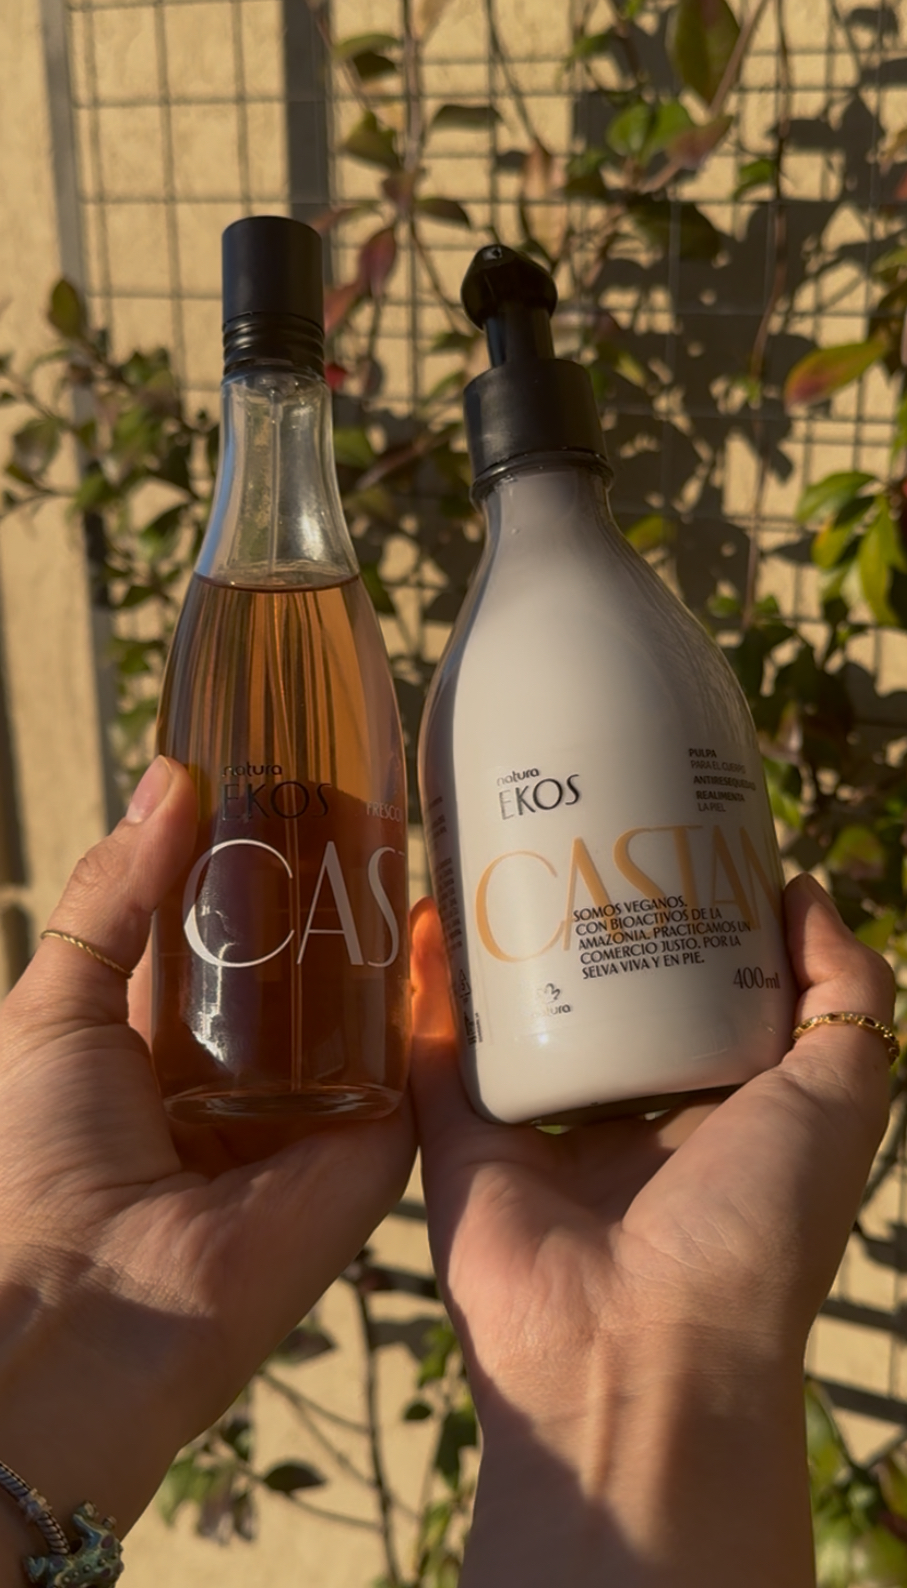 natura
EKOS
FRESCO
CAS
natura
EKOS
PULPA
PARA EL CUERPO
ANTIRESEQUEDAD
REALIMENTA
LA PIEL
CASTAN
SOMOS VEGANOS.
CON BIOACTIVOS DE LA
AMAZONIA. PRACTICAMOS UN
COMERCIO JUSTO. POR LA
SELVA VIVA Y EN PIE.
400ml
natura